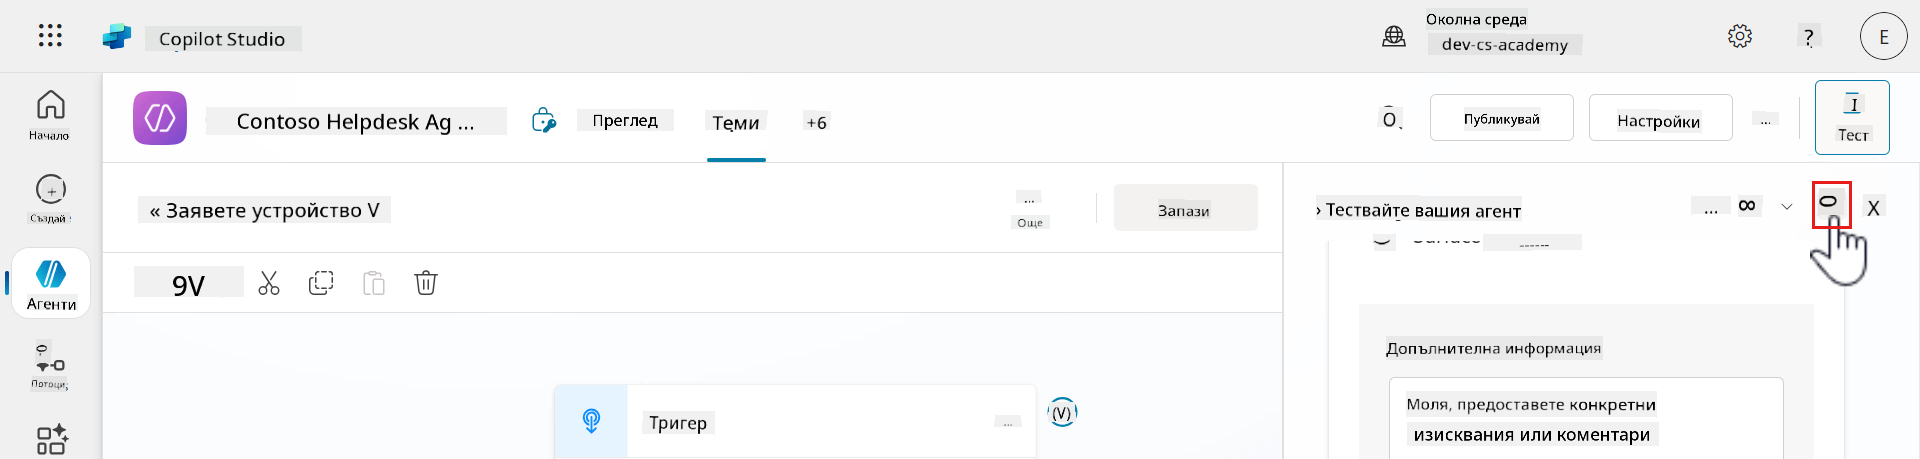 Copilot Studio
Околна среда
dev-cs-academy
?
E
Начало
Създай
Агенти
Потоци
Contoso Helpdesk Ag ...
Преглед
Теми
+6
Публикувай
Настройки
...
Тест
« Заявете устройство V
...
Още
Запази
› Тествайте вашия агент
...
∞
X
9V
Тригер
...
(V)
Допълнителна информация
Моля, предоставете конкретни
изисквания или коментари